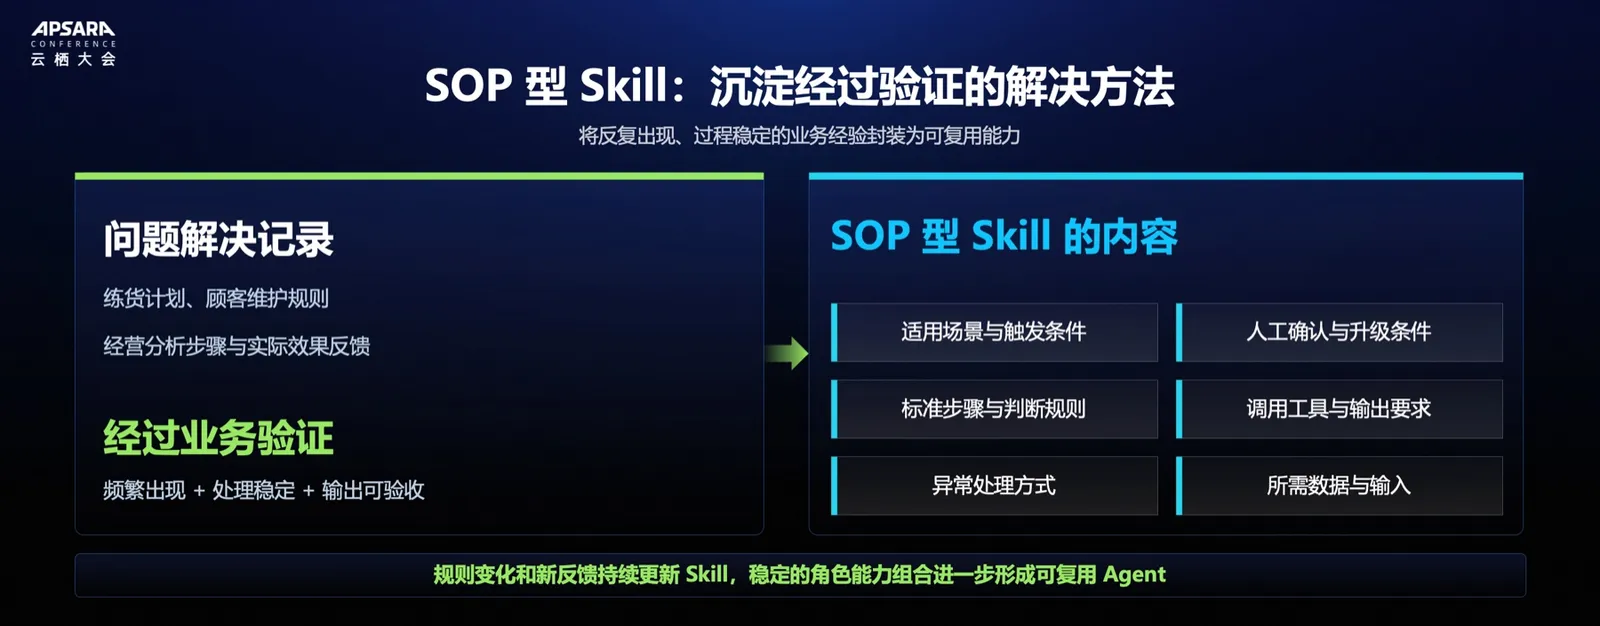 APSARA
CONFERENCE
云栖大会
SOP 型 Skill：沉淀经过验证的解决方法
将反复出现、过程稳定的业务经验封装为可复用能力
问题解决记录
练货计划、顾客维护规则
经营分析步骤与实际效果反馈
经过业务验证
频繁出现 + 处理稳定 + 输出可验收
SOP 型 Skill 的内容
适用场景与触发条件
人工确认与升级条件
标准步骤与判断规则
调用工具与输出要求
异常处理方式
所需数据与输入
规则变化和新反馈持续更新 Skill，稳定的角色能力组合进一步形成可复用 Agent